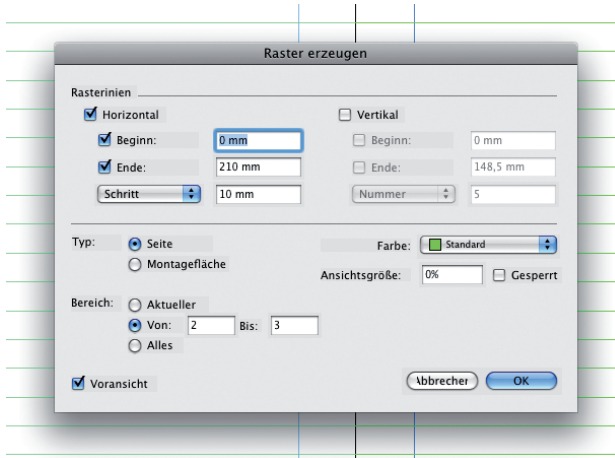 Raster erzeugen
Rasterinien
Horizontal
Vertikal
Beginn: 0 mm
Beginn: 0 mm
Ende: 210 mm
Ende: 148,5 mm
Schritt 10 mm
Nummer 5
Typ: Seite
Farbe: Standard
Montagefläche
Ansichtsgröße: 0% Gesperrt
Bereich: Aktueller
Von: 2 Bis: 3
Alles
Voransicht
Abbrechen OK